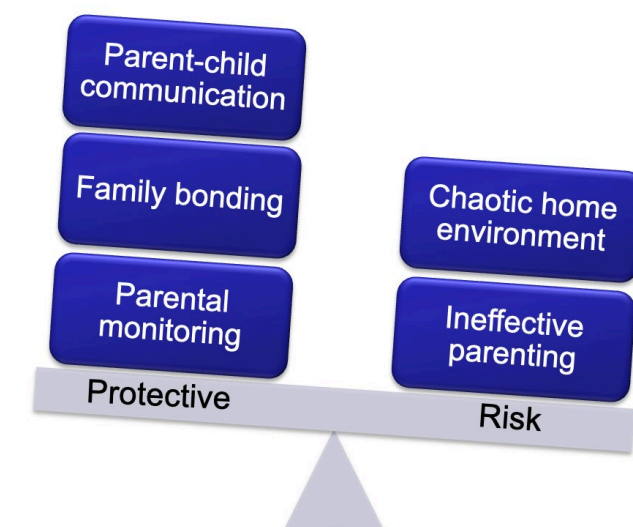 Parent-child
communication
Family bonding
Parental
monitoring
Protective
Chaotic home
environment
Ineffective
parenting
Risk